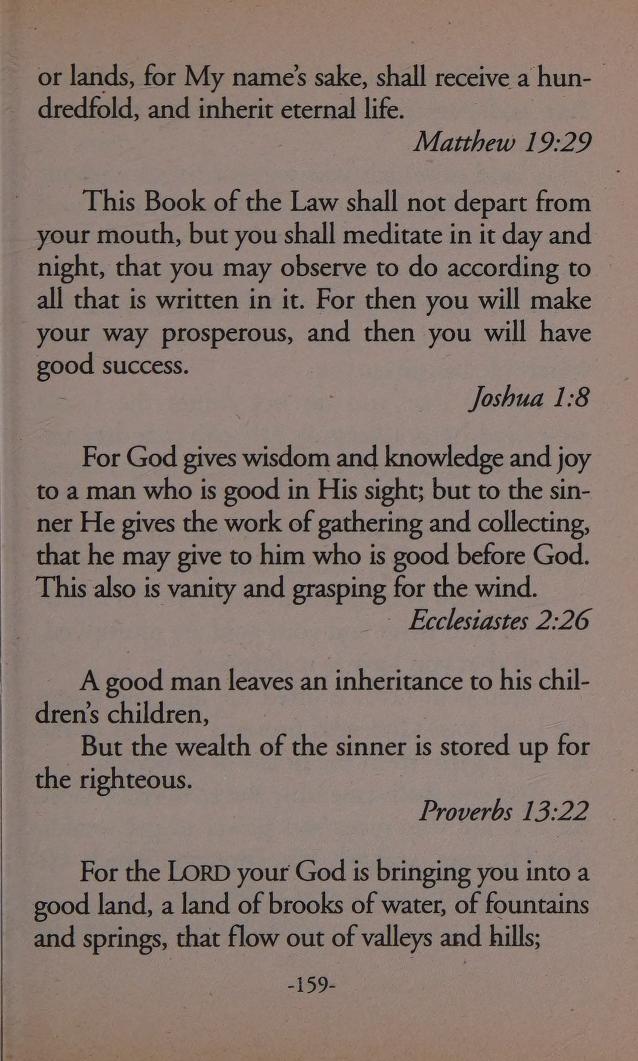 or lands, for My name's sake, shall receive a hun-
dredfold, and inherit eternal life.
Matthew 19:29
This Book of the Law shall not depart from
your mouth, but you shall meditate in it day and
night, that you may observe to do according to
all that is written in it. For then you will make
your way prosperous, and then you will have
good success.
Joshua 1:8
For God gives wisdom and knowledge and joy
to a man who is good in His sight; but to the sin-
ner He gives the work of gathering and collecting,
that he may give to him who is good before God.
This also is vanity and grasping for the wind.
Ecclesiastes 2:26
A good man leaves an inheritance to his chil-
dren's children,
But the wealth of the sinner is stored up for
the righteous.
Proverbs 13:22
For the LORD your God is bringing you into a
good land, a land of brooks of water, of fountains
and springs, that flow out of valleys and hills;
-159-